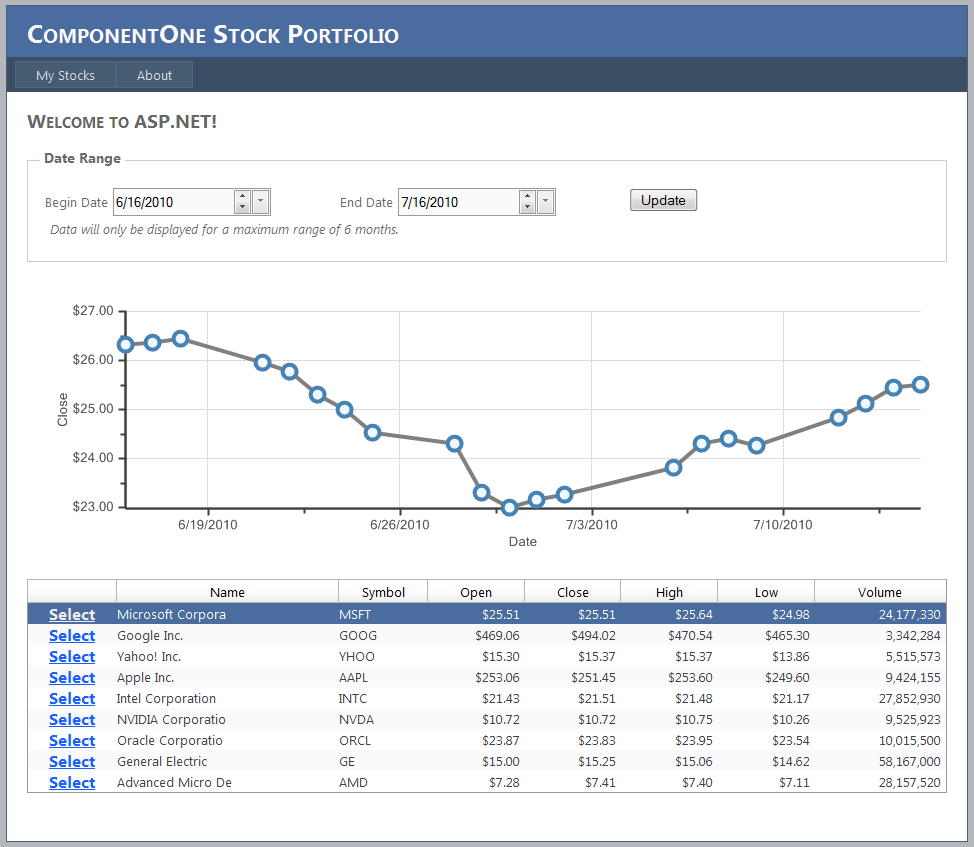 ComponentOne Stock Portfolio
My Stocks About
Welcome to ASP.NET!
Date Range
Begin Date 6/16/2010 End Date 7/16/2010 Update
Data will only be displayed for a maximum range of 6 months.
$27.00
$26.00
$25.00
$24.00
$23.00
Close
6/19/2010 6/26/2010 7/3/2010 7/10/2010
Date
Name Symbol Open Close High Low Volume
Select Microsoft Corpora MSFT $25.51 $25.51 $25.64 $24.98 24,177,330
Select Google Inc. GOOG $469.06 $494.02 $470.54 $465.30 3,342,284
Select Yahoo! Inc. YHOO $15.30 $15.37 $15.37 $13.86 5,515,573
Select Apple Inc. AAPL $253.06 $251.45 $253.60 $249.60 9,424,155
Select Intel Corporation INTC $21.43 $21.51 $21.48 $21.17 27,852,930
Select NVIDIA Corporatio NVDA $10.72 $10.72 $10.75 $10.26 9,525,923
Select Oracle Corporatio ORCL $23.87 $23.83 $23.95 $23.54 10,015,500
Select General Electric GE $15.00 $15.25 $15.06 $14.62 58,167,000
Select Advanced Micro De AMD $7.28 $7.41 $7.40 $7.11 28,157,520